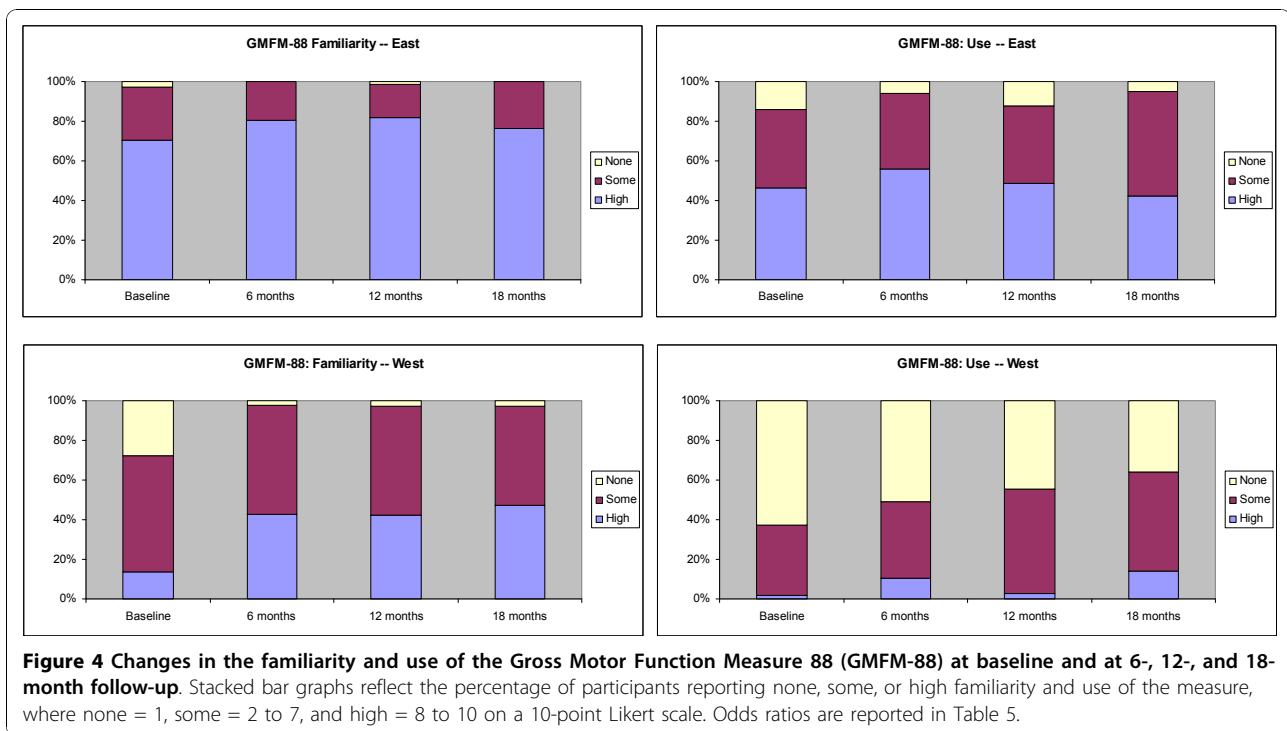 GMFM-88 Familiarity -- East
100%
80%
60%
40%
20%
0%
Baseline 6 months 12 months 18 months
None
Some
High
GMFM-88: Use -- East
100%
80%
60%
40%
20%
0%
Baseline 6 months 12 months 18 months
None
Some
High
GMFM-88: Familiarity -- West
100%
80%
60%
40%
20%
0%
Baseline 6 months 12 months 18 months
None
Some
High
GMFM-88: Use -- West
100%
80%
60%
40%
20%
0%
Baseline 6 months 12 months 18 months
None
Some
High
Figure 4 Changes in the familiarity and use of the Gross Motor Function Measure 88 (GMFM-88) at baseline and at 6-, 12-, and 18-
month follow-up. Stacked bar graphs reflect the percentage of participants reporting none, some, or high familiarity and use of the measure,
where none = 1, some = 2 to 7, and high = 8 to 10 on a 10-point Likert scale. Odds ratios are reported in Table 5.